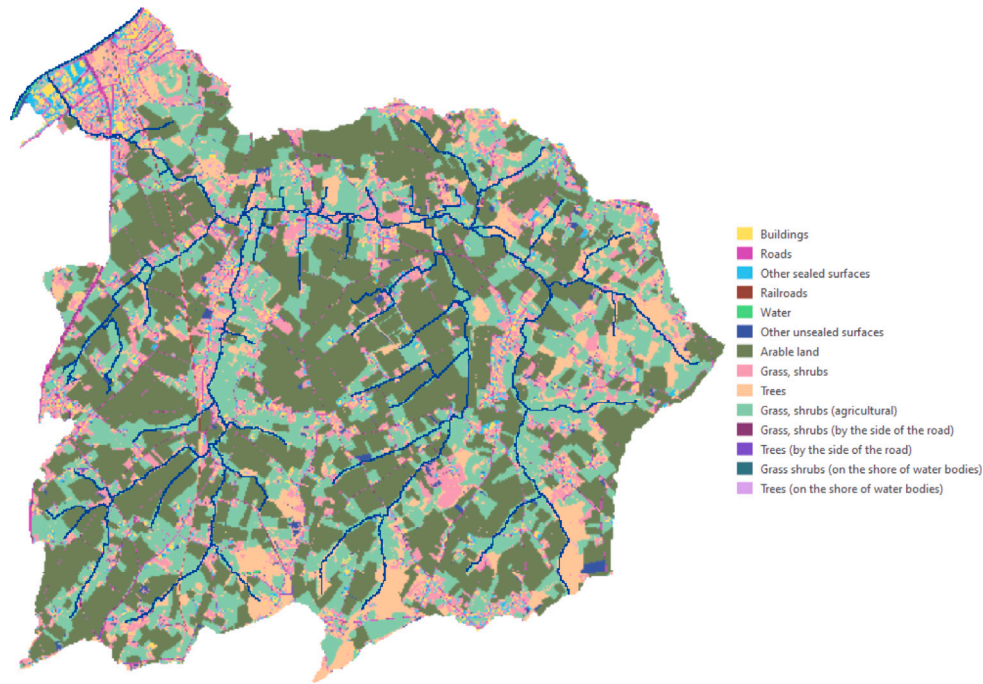 Buildings
Roads
Other sealed surfaces
Railroads
Water
Other unsealed surfaces
Arable land
Grass, shrubs
Trees
Grass, shrubs (agricultural)
Grass, shrubs (by the side of the road)
Trees (by the side of the road)
Grass shrubs (on the shore of water bodies)
Trees (on the shore of water bodies)